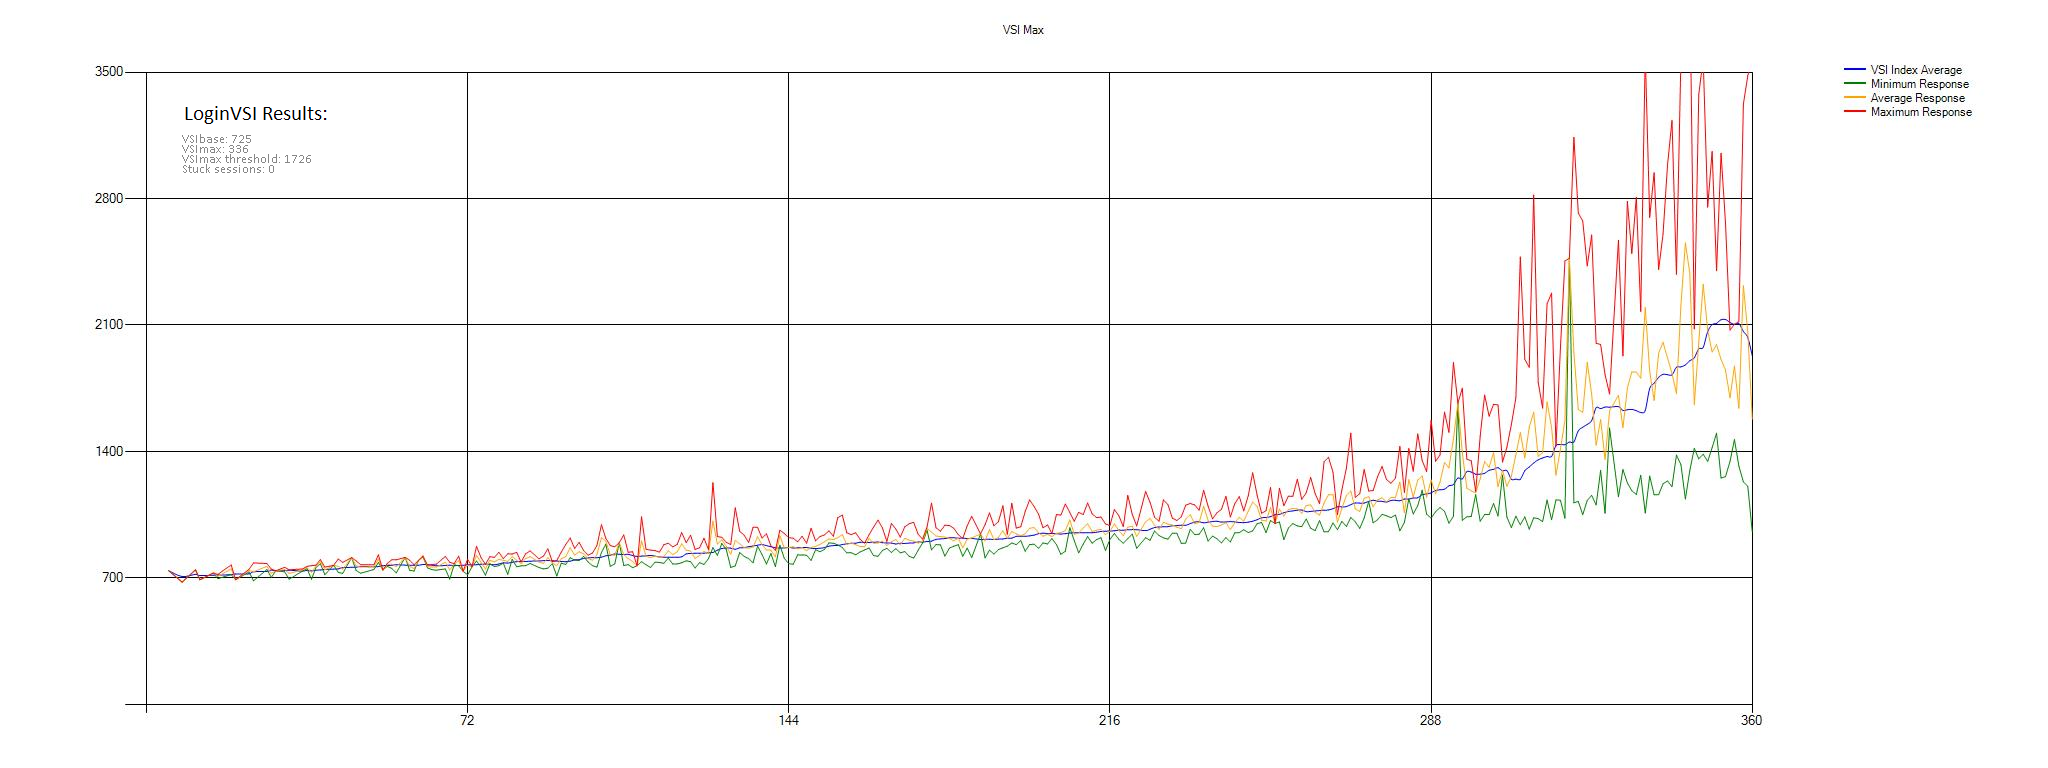 VSI Max
3500
2800
2100
1400
700
LoginVSI Results:
VSIbase: 725
VSImax: 336
VSImax threshold: 1726
Stuck sessions: 0
72
144
216
288
360
VSI Index Average
Minimum Response
Average Response
Maximum Response